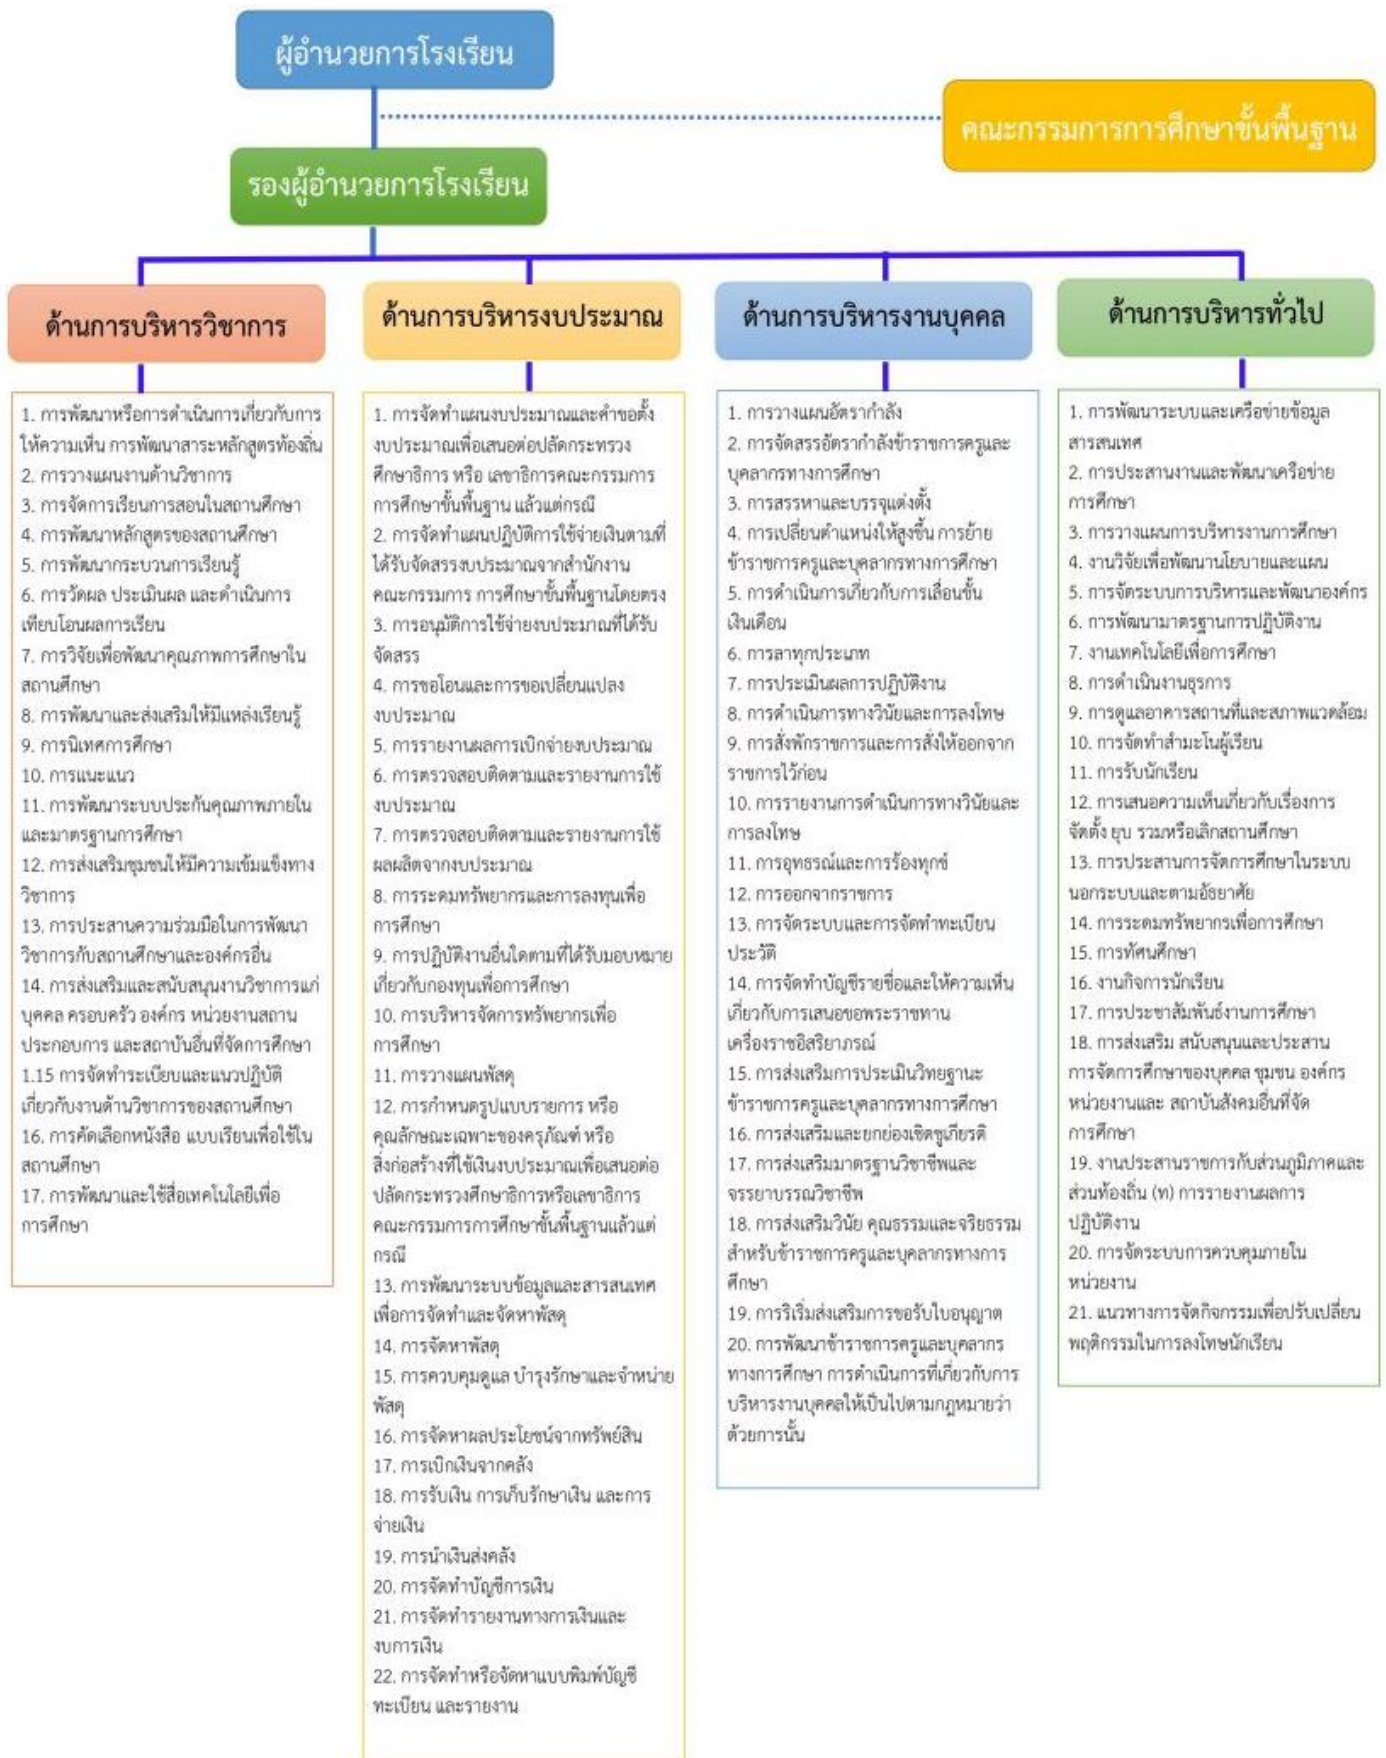 ผู้อำนวยการโรงเรียน
คณะกรรมการการศึกษาขั้นพื้นฐาน
รองผู้อำนวยการโรงเรียน
ด้านการบริหารวิชาการ
1. การพัฒนาหรือการดำเนินการเกี่ยวกับการ
ให้ความเห็น การพัฒนาสาระหลักสูตรท้องถิ่น
2. การวางแผนงานด้านวิชาการ
3. การจัดการเรียนการสอนในสถานศึกษา
4. การพัฒนาหลักสูตรของสถานศึกษา
5. การพัฒนากระบวนการเรียนรู้
6. การวัดผล ประเมินผล และดำเนินการ
เทียบโอนผลการเรียน
7. การวิจัยเพื่อพัฒนาคุณภาพการศึกษาใน
สถานศึกษา
8. การพัฒนาและส่งเสริมให้มีแหล่งเรียนรู้
9. การนิเทศการศึกษา
10. การแนะแนว
11. การพัฒนาระบบประกันคุณภาพภายใน
และมาตรฐานการศึกษา
12. การส่งเสริมชุมชนให้มีความเข้มแข็งทาง
วิชาการ
13. การประสานความร่วมมือในการพัฒนา
วิชาการกับสถานศึกษาและองค์กรอื่น
14. การส่งเสริมและสนับสนุนงานวิชาการแก่
บุคคล ครอบครัว องค์กร หน่วยงานสถาน
ประกอบการ และสถาบันอื่นที่จัดการศึกษา
1.15 การจัดทำระเบียบและแนวปฏิบัติ
เกี่ยวกับงานด้านวิชาการของสถานศึกษา
16. การคัดเลือกหนังสือ แบบเรียนเพื่อใช้ใน
สถานศึกษา
17. การพัฒนาและใช้สื่อเทคโนโลยีเพื่อ
การศึกษา
ด้านการบริหารงบประมาณ
1. การจัดทำแผนงบประมาณและคำขอตั้ง
งบประมาณเพื่อเสนอต่อปลัดกระทรวง
ศึกษาธิการ หรือ เลขาธิการคณะกรรมการ
การศึกษาขั้นพื้นฐาน แล้วแต่กรณี
2. การจัดทำแผนปฏิบัติการใช้จ่ายเงินตามที่
ได้รับจัดสรรงบประมาณจากสำนักงาน
คณะกรรมการ การศึกษาขั้นพื้นฐานโดยตรง
3. การอนุมัติการใช้จ่ายงบประมาณที่ได้รับ
จัดสรร
4. การขอโอนและการขอเปลี่ยนแปลง
งบประมาณ
5. การรายงานผลการเบิกจ่ายงบประมาณ
6. การตรวจสอบติดตามและรายงานการใช้
งบประมาณ
7. การตรวจสอบติดตามและรายงานการใช้
ผลผลิตจากงบประมาณ
8. การระดมทรัพยากรและการลงทุนเพื่อ
การศึกษา
9. การปฏิบัติงานอื่นใดตามที่ได้รับมอบหมาย
เกี่ยวกับกองทุนเพื่อการศึกษา
10. การบริหารจัดการทรัพยากรเพื่อ
การศึกษา
11. การวางแผนพัสดุ
12. การกำหนดรูปแบบรายการ หรือ
คุณลักษณะเฉพาะของครุภัณฑ์ หรือ
สิ่งก่อสร้างที่ใช้เงินงบประมาณเพื่อเสนอต่อ
ปลัดกระทรวงศึกษาธิการหรือเลขาธิการ
คณะกรรมการการศึกษาขั้นพื้นฐานแล้วแต่
กรณี
13. การพัฒนาระบบข้อมูลและสารสนเทศ
เพื่อการจัดทำและจัดหาพัสดุ
14. การจัดหาพัสดุ
15. การควบคุมดูแล บำรุงรักษาและจำหน่าย
พัสดุ
16. การจัดหาผลประโยชน์จากทรัพย์สิน
17. การเบิกเงินจากคลัง
18. การรับเงิน การเก็บรักษาเงิน และการ
จ่ายเงิน
19. การนำเงินส่งคลัง
20. การจัดทำบัญชีการเงิน
21. การจัดทำรายงานทางการเงินและ
งบการเงิน
22. การจัดทำหรือจัดหาแบบพิมพ์บัญชี
ทะเบียน และรายงาน
ด้านการบริหารงานบุคคล
1. การวางแผนอัตรากำลัง
2. การจัดสรรอัตรากำลังข้าราชการครูและ
บุคลากรทางการศึกษา
3. การสรรหาและบรรจุแต่งตั้ง
4. การเปลี่ยนตำแหน่งให้สูงขึ้น การย้าย
ข้าราชการครูและบุคลากรทางการศึกษา
5. การดำเนินการเกี่ยวกับการเลื่อนขั้น
เงินเดือน
6. การลาทุกประเภท
7. การประเมินผลการปฏิบัติงาน
8. การดำเนินการทางวินัยและการลงโทษ
9. การสั่งพักราชการและการสั่งให้ออกจาก
ราชการไว้ก่อน
10. การรายงานการดำเนินการทางวินัยและ
การลงโทษ
11. การอุทธรณ์และการร้องทุกข์
12. การออกจากราชการ
13. การจัดระบบและการจัดทำทะเบียน
ประวัติ
14. การจัดทำบัญชีรายชื่อและให้ความเห็น
เกี่ยวกับการเสนอขอพระราชทาน
เครื่องราชอิสริยาภรณ์
15. การส่งเสริมการประเมินวิทยฐานะ
ข้าราชการครูและบุคลากรทางการศึกษา
16. การส่งเสริมและยกย่องเชิดชูเกียรติ
17. การส่งเสริมมาตรฐานวิชาชีพและ
จรรยาบรรณวิชาชีพ
18. การส่งเสริมวินัย คุณธรรมและจริยธรรม
สำหรับข้าราชการครูและบุคลากรทางการ
ศึกษา
19. การริเริ่มส่งเสริมการขอรับใบอนุญาต
20. การพัฒนาข้าราชการครูและบุคลากร
ทางการศึกษา การดำเนินการที่เกี่ยวกับการ
บริหารงานบุคคลให้เป็นไปตามกฎหมายว่า
ด้วยการนั้น
ด้านการบริหารทั่วไป
1. การพัฒนาระบบและเครือข่ายข้อมูล
สารสนเทศ
2. การประสานงานและพัฒนาเครือข่าย
การศึกษา
3. การวางแผนการบริหารงานการศึกษา
4. งานวิจัยเพื่อพัฒนานโยบายและแผน
5. การจัดระบบการบริหารและพัฒนาองค์กร
6. การพัฒนามาตรฐานการปฏิบัติงาน
7. งานเทคโนโลยีเพื่อการศึกษา
8. การดำเนินงานธุรการ
9. การดูแลอาคารสถานที่และสภาพแวดล้อม
10. การจัดทำสำมะโนผู้เรียน
11. การรับนักเรียน
12. การเสนอความเห็นเกี่ยวกับเรื่องการ
จัดตั้ง ยุบ รวมหรือเลิกสถานศึกษา
13. การประสานการจัดการศึกษาในระบบ
นอกระบบและตามอัธยาศัย
14. การระดมทรัพยากรเพื่อการศึกษา
15. การทัศนศึกษา
16. งานกิจการนักเรียน
17. การประชาสัมพันธ์งานการศึกษา
18. การส่งเสริม สนับสนุนและประสาน
การจัดการศึกษาของบุคคล ชุมชน องค์กร
หน่วยงานและ สถาบันสังคมอื่นที่จัด
การศึกษา
19. งานประสานราชการกับส่วนภูมิภาคและ
ส่วนท้องถิ่น (ท) การรายงานผลการ
ปฏิบัติงาน
20. การจัดระบบการควบคุมภายใน
หน่วยงาน
21. แนวทางการจัดกิจกรรมเพื่อปรับเปลี่ยน
พฤติกรรมในการลงโทษนักเรียน